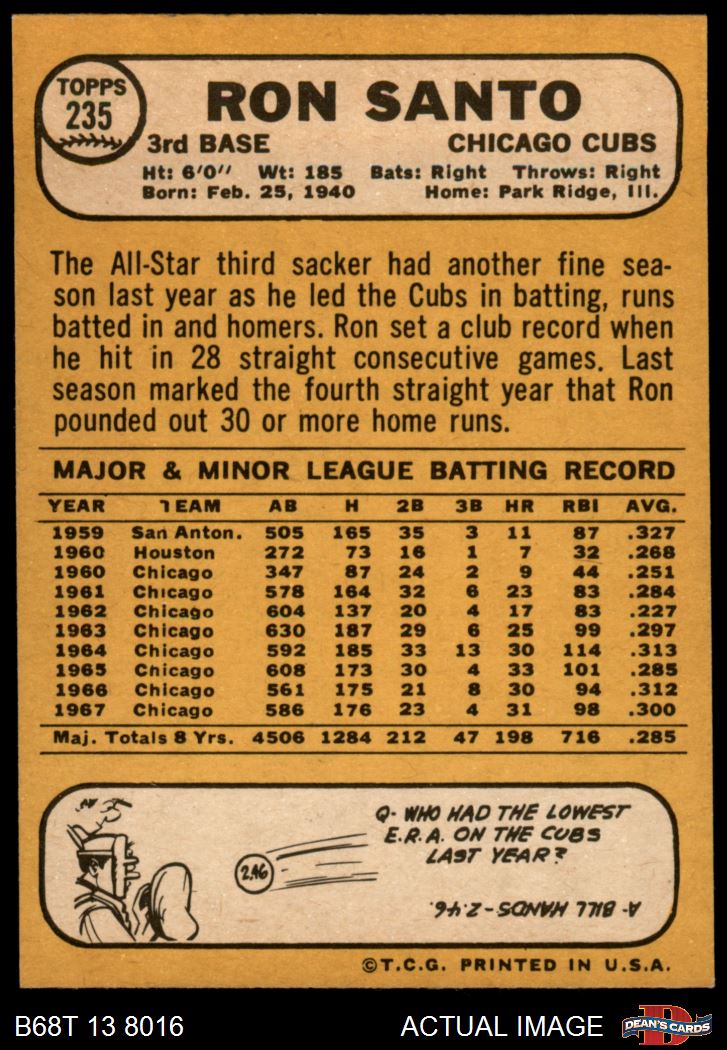 TOPPS
235
RON SANTO
3rd BASE CHICAGO CUBS
Ht: 6'0" Wt: 185 Bats: Right Throws: Right
Born: Feb. 25, 1940 Home: Park Ridge, Ill.
The All-Star third sacker had another fine sea-
son last year as he led the Cubs in batting, runs
batted in and homers. Ron set a club record when
he hit in 28 straight consecutive games. Last
season marked the fourth straight year that Ron
pounded out 30 or more home runs.
MAJOR & MINOR LEAGUE BATTING RECORD
YEAR TEAM AB H 2B 3B HR RBI AVG.
1959 San Anton. 505 165 35 3 11 87 .327
1960 Houston 272 73 16 1 7 32 .268
1960 Chicago 347 87 24 2 9 44 .251
1961 Chicago 578 164 32 6 23 83 .284
1962 Chicago 604 137 20 4 17 83 .227
1963 Chicago 630 187 29 6 25 99 .297
1964 Chicago 592 185 33 13 30 114 .313
1965 Chicago 608 173 30 4 33 101 .285
1966 Chicago 561 175 21 8 30 94 .312
1967 Chicago 586 176 23 4 31 98 .300
Maj. Totals 8 Yrs. 4506 1284 212 47 198 716 .285
Q- WHO HAD THE LOWEST
E.R.A. ON THE CUBS
LAST YEAR?
2.46
A- BILL HANDS-2.46.
©T.C.G. PRINTED IN U.S.A.
B68T 13 8016 ACTUAL IMAGE
D
DEAN'S CARDS